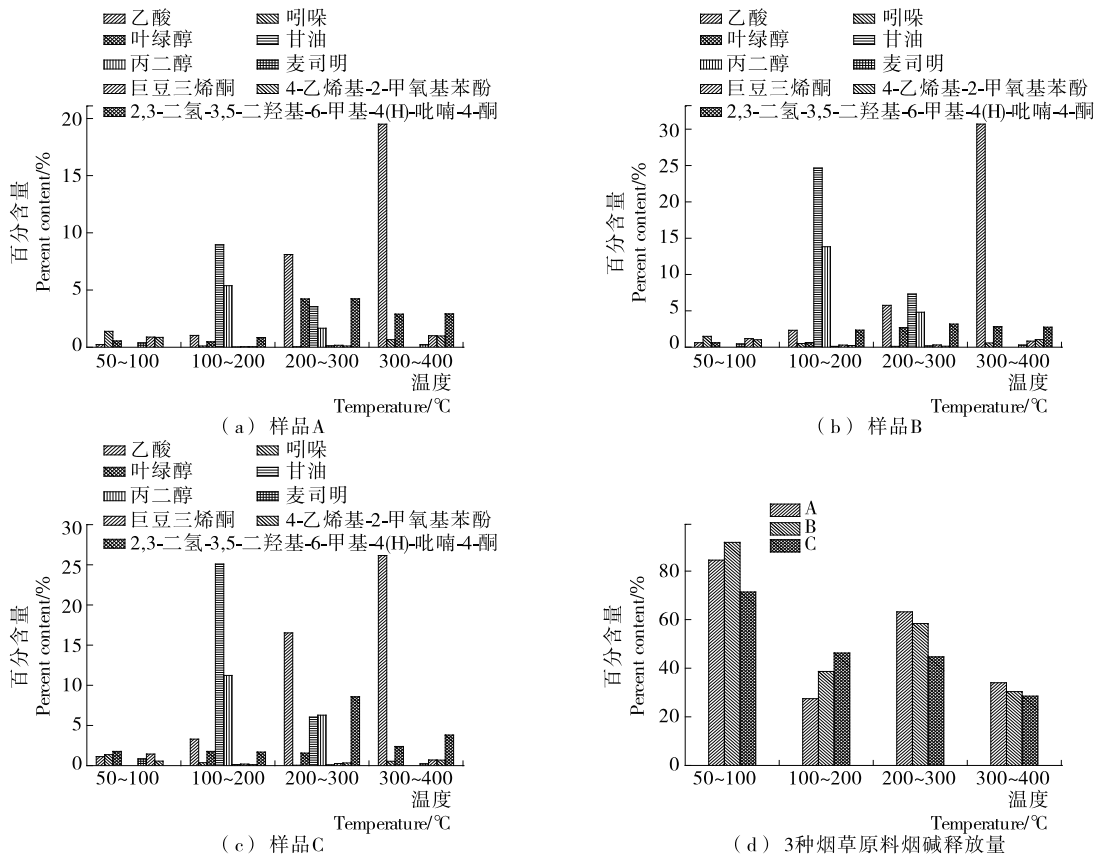 乙酸 吲哚
叶绿醇 甘油
丙二醇 麦司明
巨豆三烯酮 4-乙烯基-2-甲氧基苯酚
2,3-二氢-3,5-二羟基-6-甲基-4(H)-吡喃-4-酮
百分含量
Percent content/%
20
15
10
5
0
50~100 100~200 200~300 300~400
温度
Temperature/℃
(a) 样品A
乙酸 吲哚
叶绿醇 甘油
丙二醇 麦司明
巨豆三烯酮 4-乙烯基-2-甲氧基苯酚
2,3-二氢-3,5-二羟基-6-甲基-4(H)-吡喃-4-酮
百分含量
Percent content/%
30
25
20
15
10
5
0
50~100 100~200 200~300 300~400
温度
Temperature/℃
(b) 样品B
乙酸 吲哚
叶绿醇 甘油
丙二醇 麦司明
巨豆三烯酮 4-乙烯基-2-甲氧基苯酚
2,3-二氢-3,5-二羟基-6-甲基-4(H)-吡喃-4-酮
百分含量
Percent content/%
30
25
20
15
10
5
0
50~100 100~200 200~300 300~400
温度
Temperature/℃
(c) 样品C
A
B
C
百分含量
Percent content/%
80
60
40
20
0
50~100 100~200 200~300 300~400
温度
Temperature/℃
(d) 3种烟草原料烟碱释放量